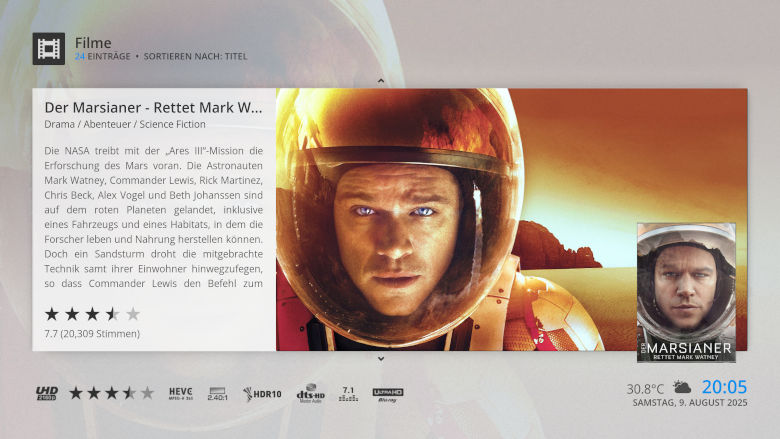 Filme
24 EINTRÄGE • SORTIEREN NACH: TITEL
Der Marsianer - Rettet Mark W...
Drama / Abenteuer / Science Fiction
Die NASA treibt mit der „Ares III“-Mission die
Erforschung des Mars voran. Die Astronauten
Mark Watney, Commander Lewis, Rick Martinez,
Chris Beck, Alex Vogel und Beth Johanssen sind
auf dem roten Planeten gelandet, inklusive
eines Fahrzeugs und eines Habitats, in dem die
Forscher leben und Nahrung herstellen können.
Doch ein Sandsturm droht die mitgebrachte
Technik samt ihrer Einwohner hinwegzufegen,
so dass Commander Lewis den Befehl zum
7.7 (20,309 Stimmen)
DER MARSIANER
RETTET MARK WATNEY
UHD 2160p HEVC MPEG-H 265 2.40:1 HDR10 dts-HD Master Audio 7.1 ULTRA HD Blu-ray
30.8°C 20:05
SAMSTAG, 9. AUGUST 2025